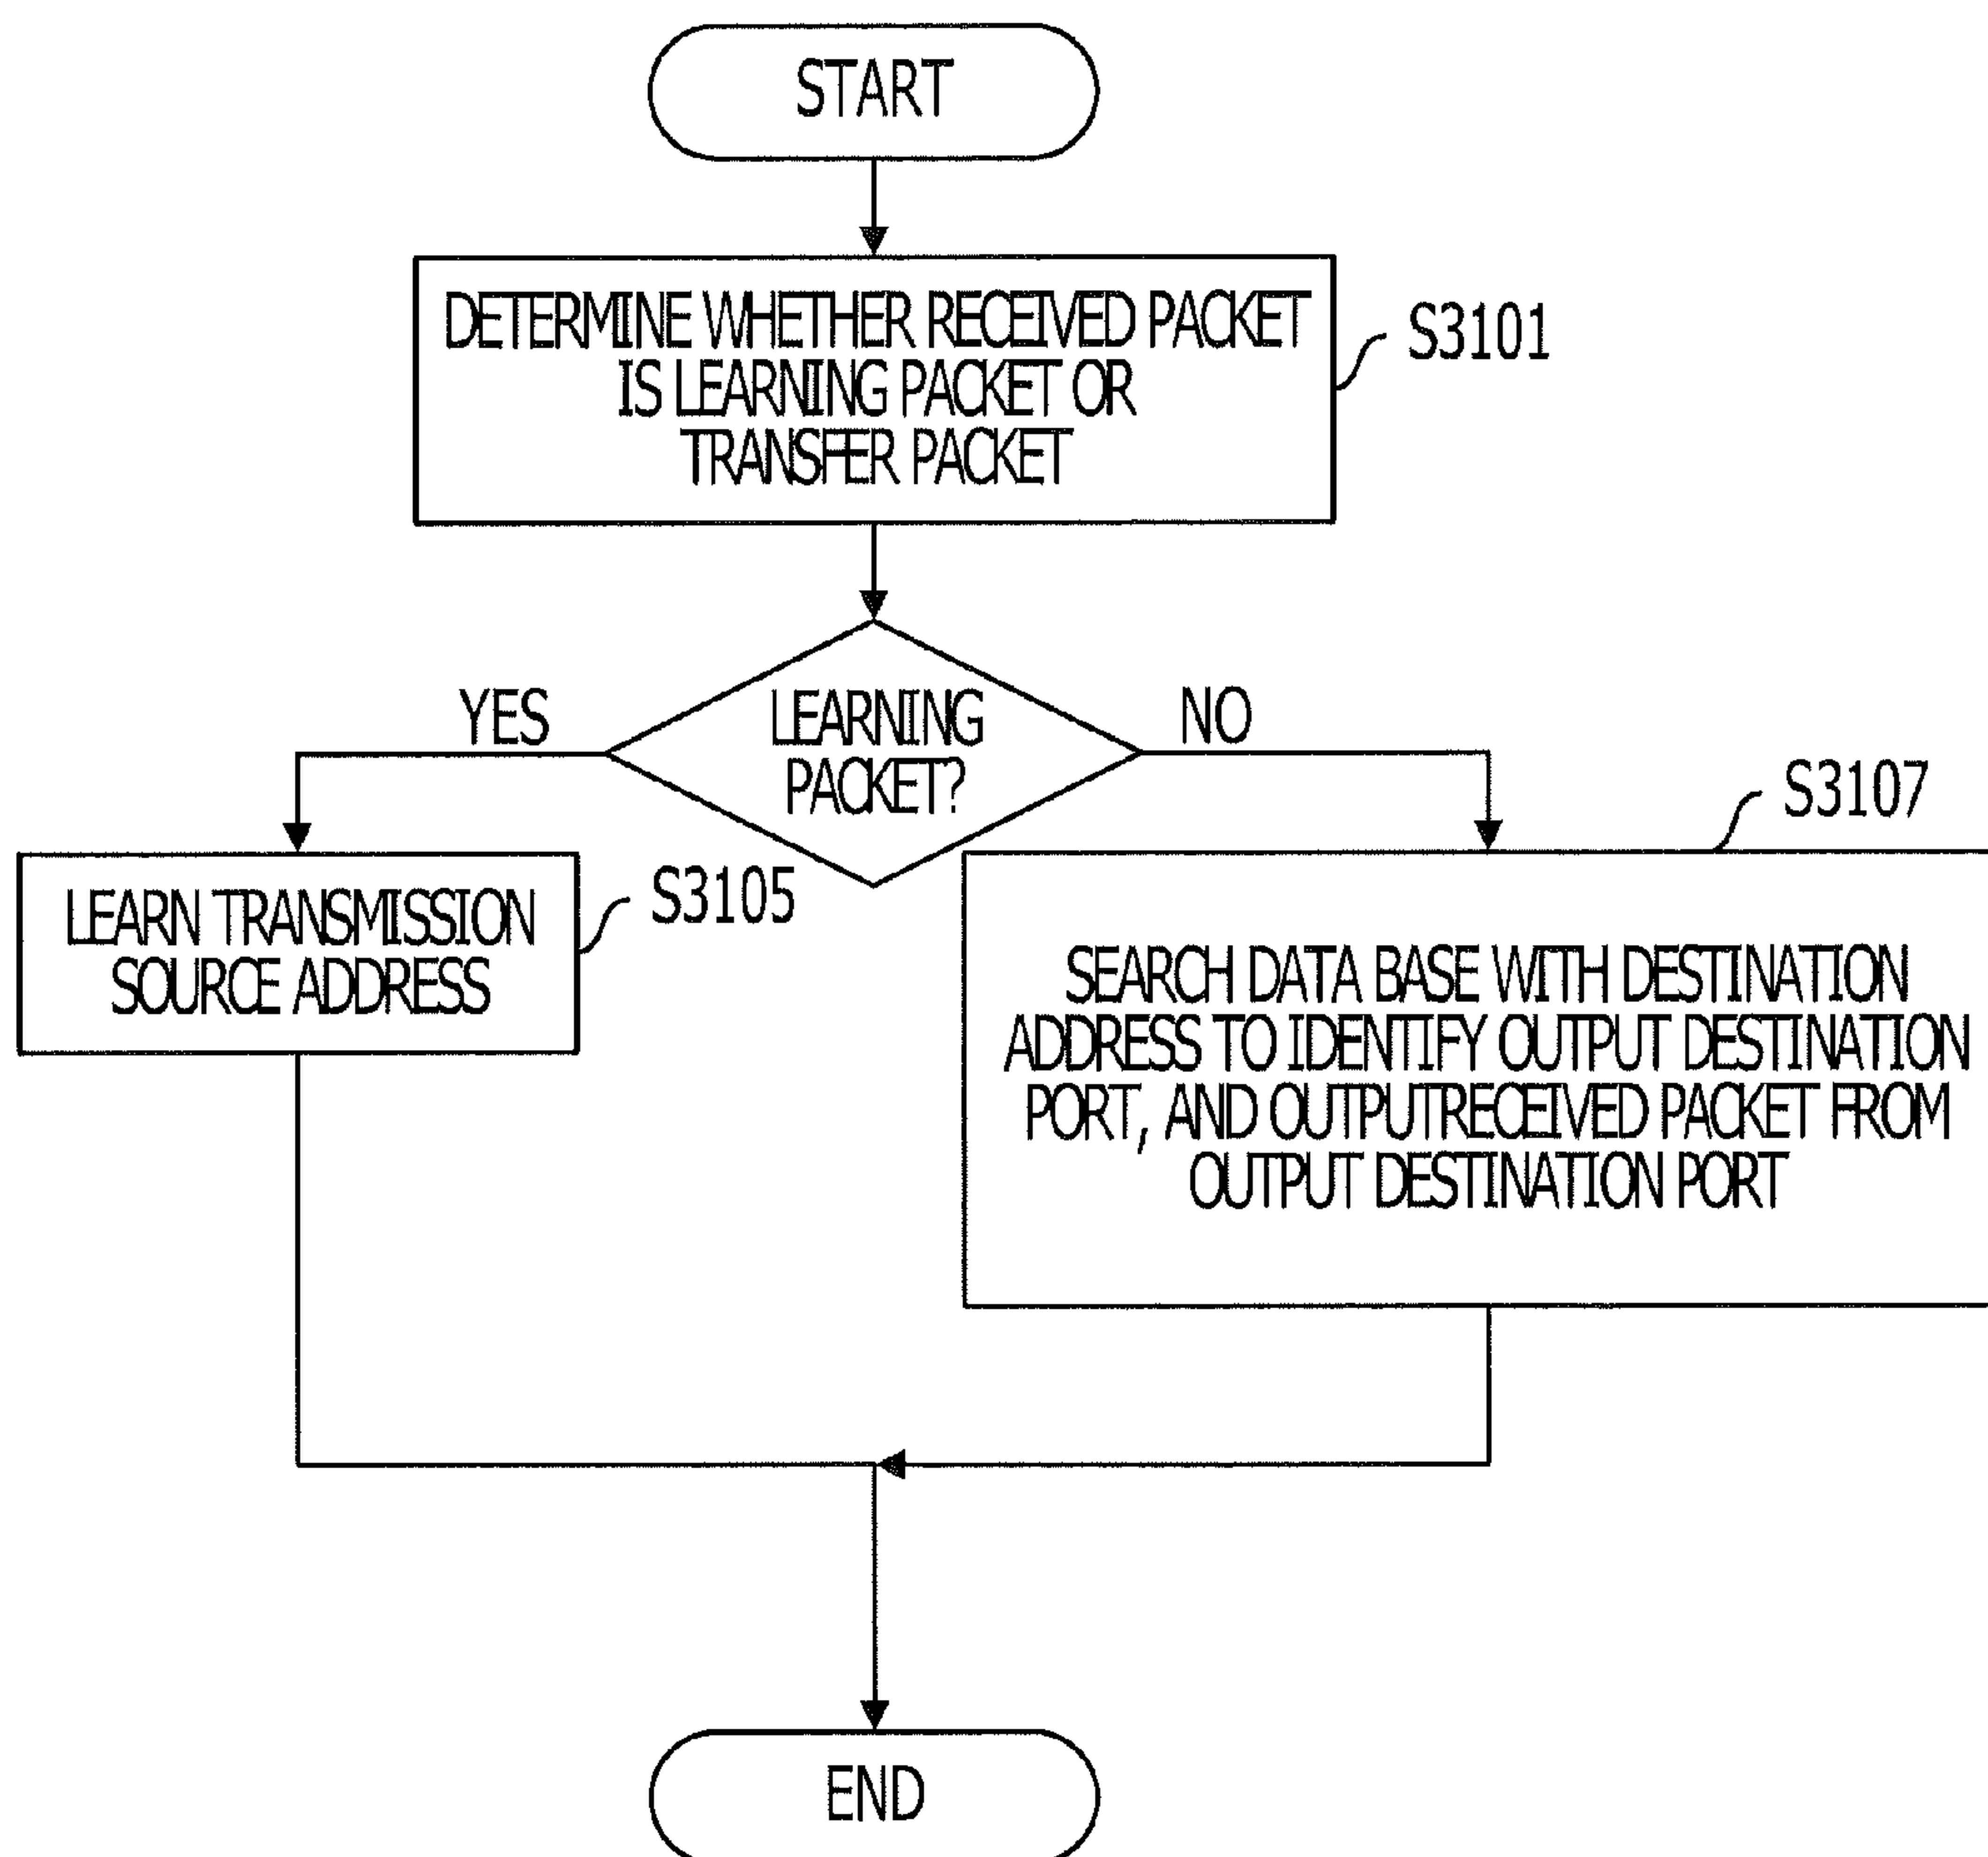 START
DETERMINE WHETHER RECEIVED PACKET
IS LEARNING PACKET OR
TRANSFER PACKET
S3101
YES
LEARNING
PACKET?
NO
S3107
LEARN TRANSMISSION
SOURCE ADDRESS
S3105
SEARCH DATA BASE WITH DESTINATION
ADDRESS TO IDENTIFY OUTPUT DESTINATION
PORT, AND OUTPUTRECEIVED PACKET FROM
OUTPUT DESTINATION PORT
END